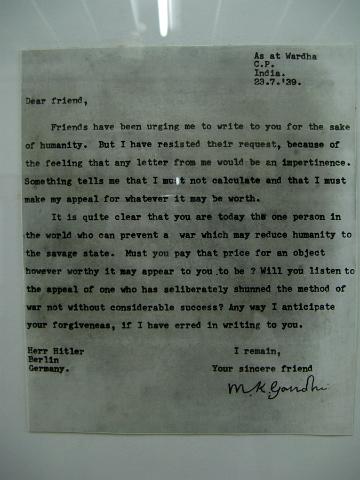 As at Wardha
C.P.
India.
23.7.'39.
Dear friend,
Friends have been urging me to write to you for the sake
of humanity. But I have resisted their request, because of
the feeling that any letter from me would be an impertinence.
Something tells me that I must not calculate and that I must
make my appeal for whatever it may be worth.
It is quite clear that you are today the one person in
the world who can prevent a war which may reduce humanity to
the savage state. Must you pay that price for an object
however worthy it may appear to you to be ? Will you listen to
the appeal of one who has seliberately shunned the method of
war not without considerable success? Any way I anticipate
your forgiveness, if I have erred in writing to you.
Herr Hitler
Berlin
Germany.
I remain,
Your sincere friend
M.K.Gandhi